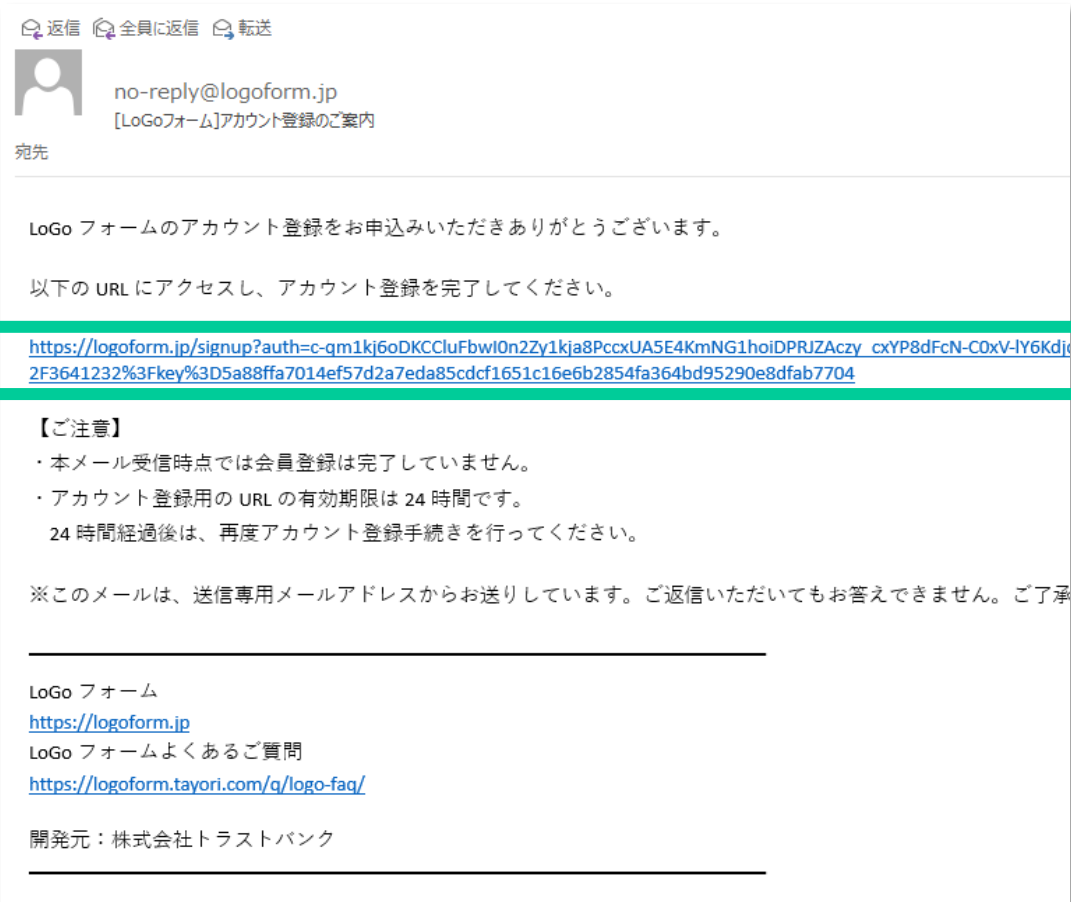 返信 全員に返信 転送
no-reply@logoform.jp
[LoGoフォーム]アカウント登録のご案内
宛先
LoGo フォームのアカウント登録をお申込みいただきありがとうございます。
以下の URL にアクセスし、アカウント登録を完了してください。
https://logoform.jp/signup?auth=c-qm1kj6oDKCCluFbwI0n2Zy1kja8PccxUA5E4KmNG1hoiDPRJZAczy_cxYP8dFcN-C0xV-lY6Kdj
2F3641232%3Fkey%3D5a88ffa7014ef57d2a7eda85cdcf1651c16e6b2854fa364bd95290e8dfab7704
【ご注意】
・本メール受信時点では会員登録は完了していません。
・アカウント登録用の URL の有効期限は 24 時間です。
24 時間経過後は、再度アカウント登録手続きを行ってください。
※このメールは、送信専用メールアドレスからお送りしています。ご返信いただいてもお答えできません。ご了承
LoGo フォーム
https://logoform.jp
LoGo フォームよくあるご質問
https://logoform.tayori.com/q/logo-faq/
開発元：株式会社トラストバンク